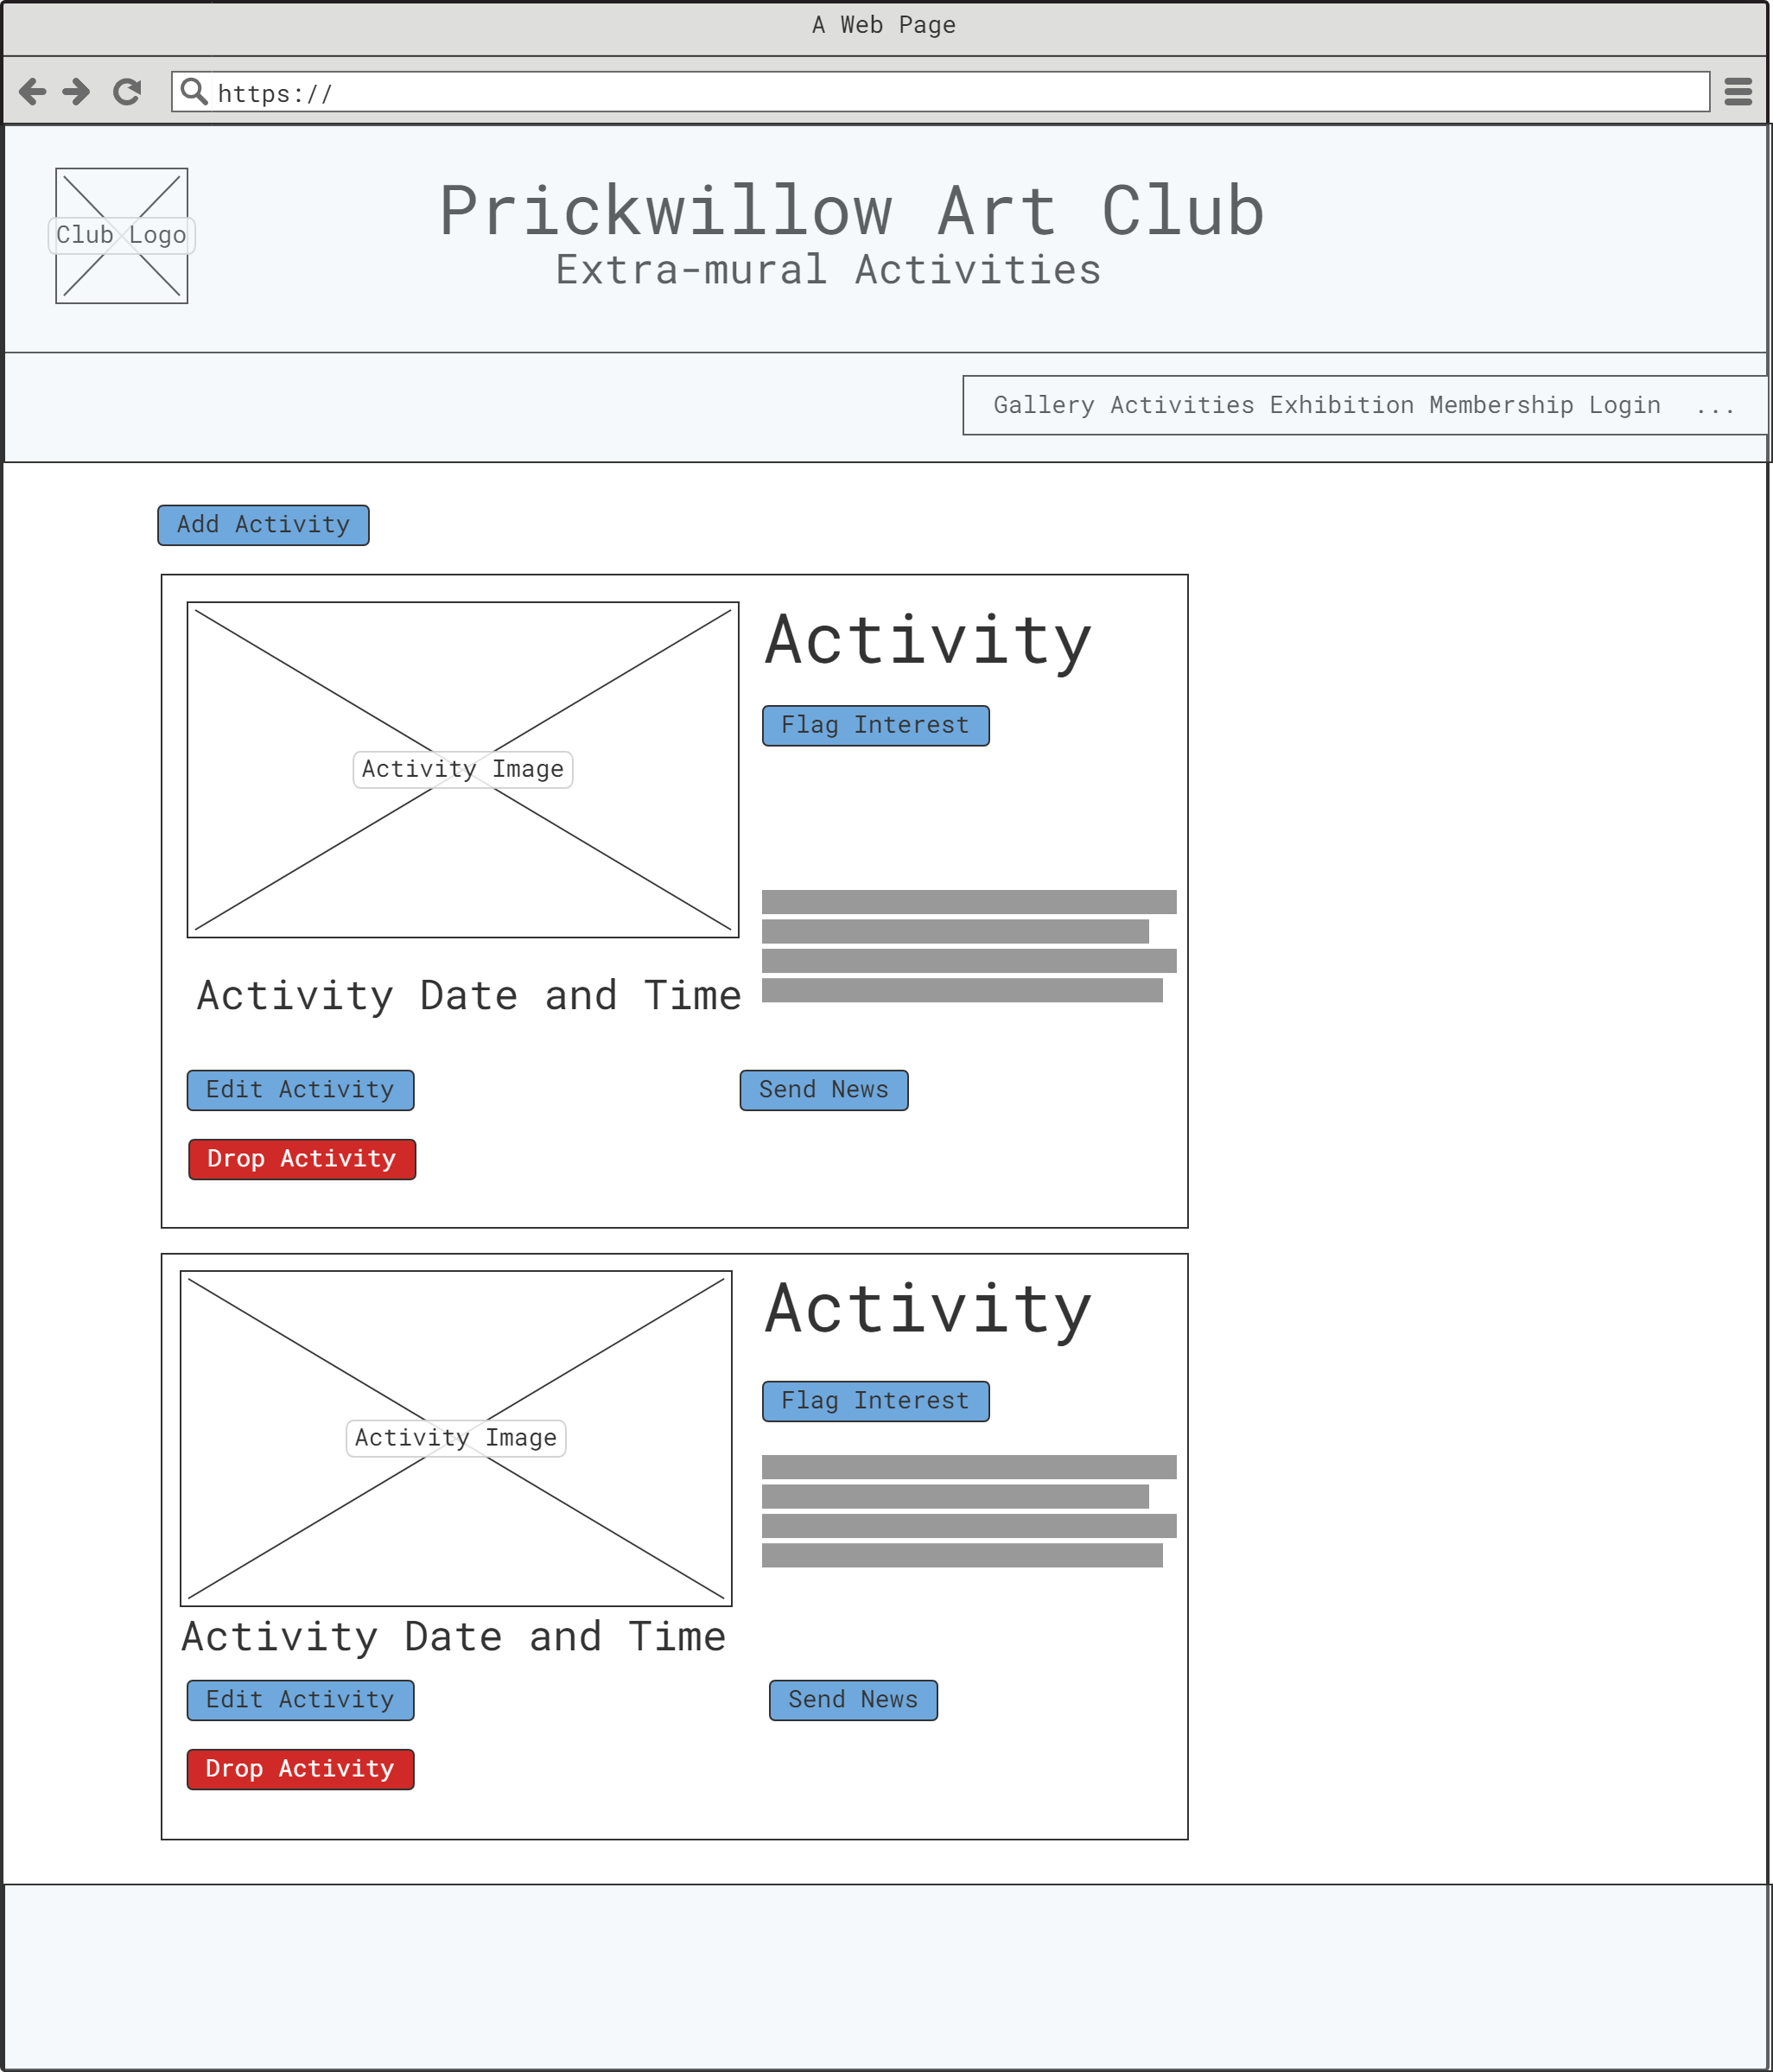 A Web Page
https://
Club Logo
Prickwillow Art Club
Extra-mural Activities
Gallery Activities Exhibition Membership Login ...
Add Activity
Activity
Flag Interest
Activity Image
Activity Date and Time
Edit Activity
Send News
Drop Activity
Activity
Flag Interest
Activity Image
Activity Date and Time
Edit Activity
Send News
Drop Activity